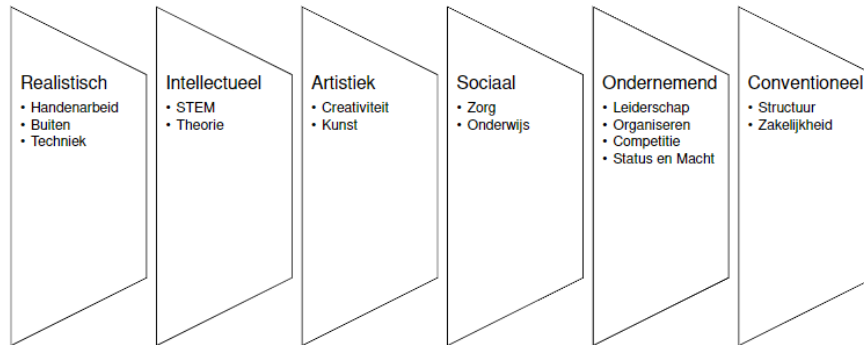 Realistisch
• Handenarbeid
• Buiten
• Techniek
Intellectueel
• STEM
• Theorie
Artistiek
• Creativiteit
• Kunst
Sociaal
• Zorg
• Onderwijs
Ondernemend
• Leiderschap
• Organiseren
• Competitie
• Status en Macht
Conventioneel
• Structuur
• Zakelijkheid